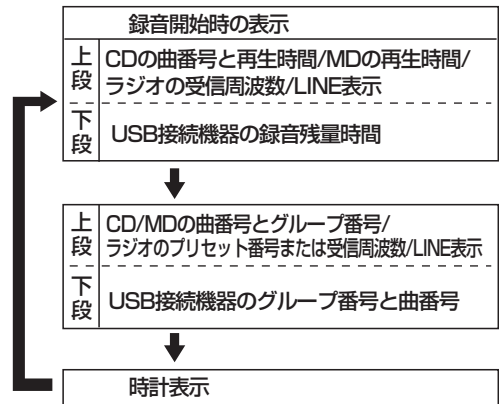 録音開始時の表示
上段
CDの曲番号と再生時間/MDの再生時間/
ラジオの受信周波数/LINE表示
下段
USB接続機器の録音残量時間
上段
CD/MDの曲番号とグループ番号/
ラジオのプリセット番号または受信周波数/LINE表示
下段
USB接続機器のグループ番号と曲番号
時計表示